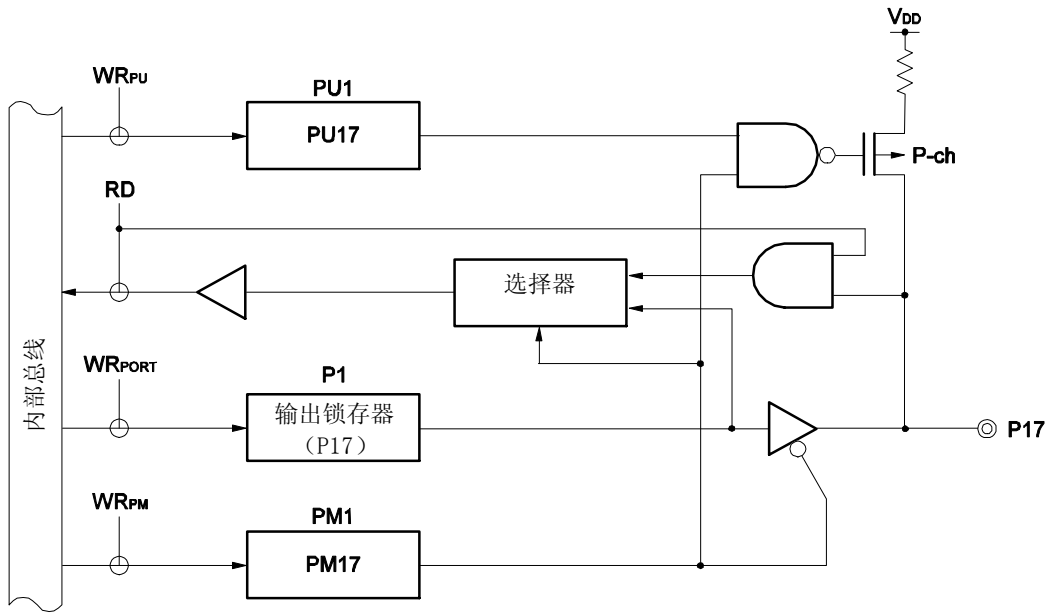 VDD
WRPU
PU1
PU17
P-ch
RD
选择器
内部总线
WRPORT
P1
输出锁存器
（P17）
P17
WRPM
PM1
PM17